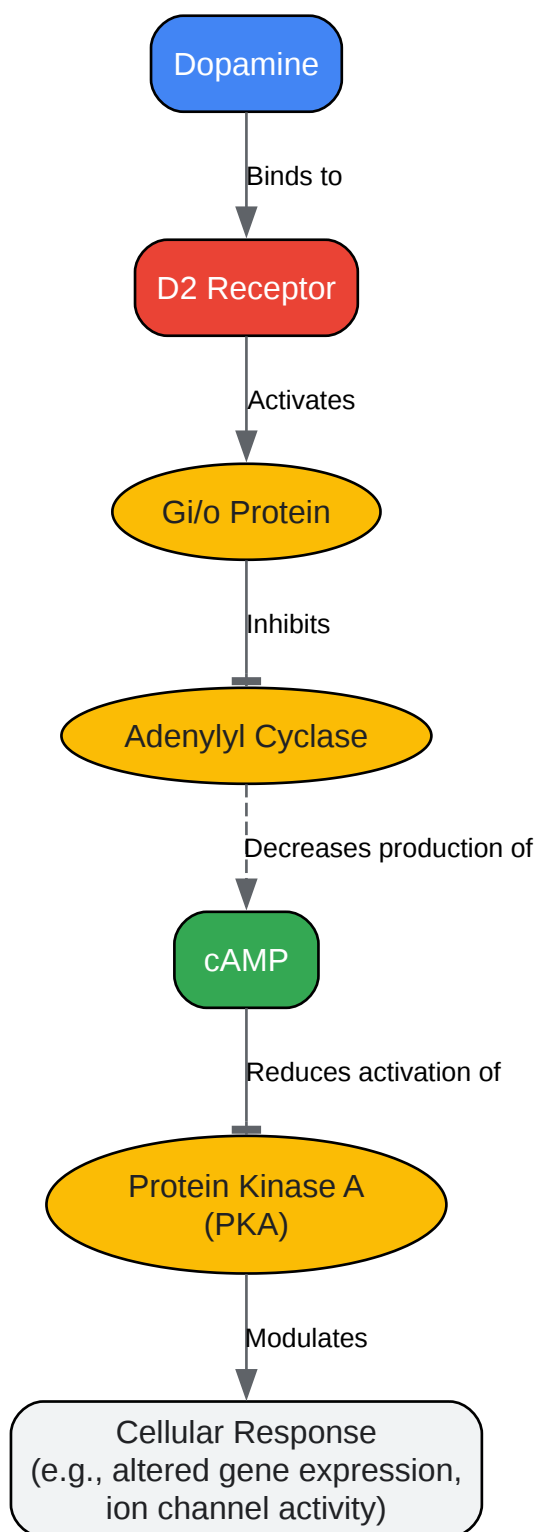 Dopamine
Binds to
D2 Receptor
Activates
Gi/o Protein
Inhibits
Adenylyl Cyclase
Decreases production of
cAMP
Reduces activation of
Protein Kinase A
(PKA)
Modulates
Cellular Response
(e.g., altered gene expression,
ion channel activity)